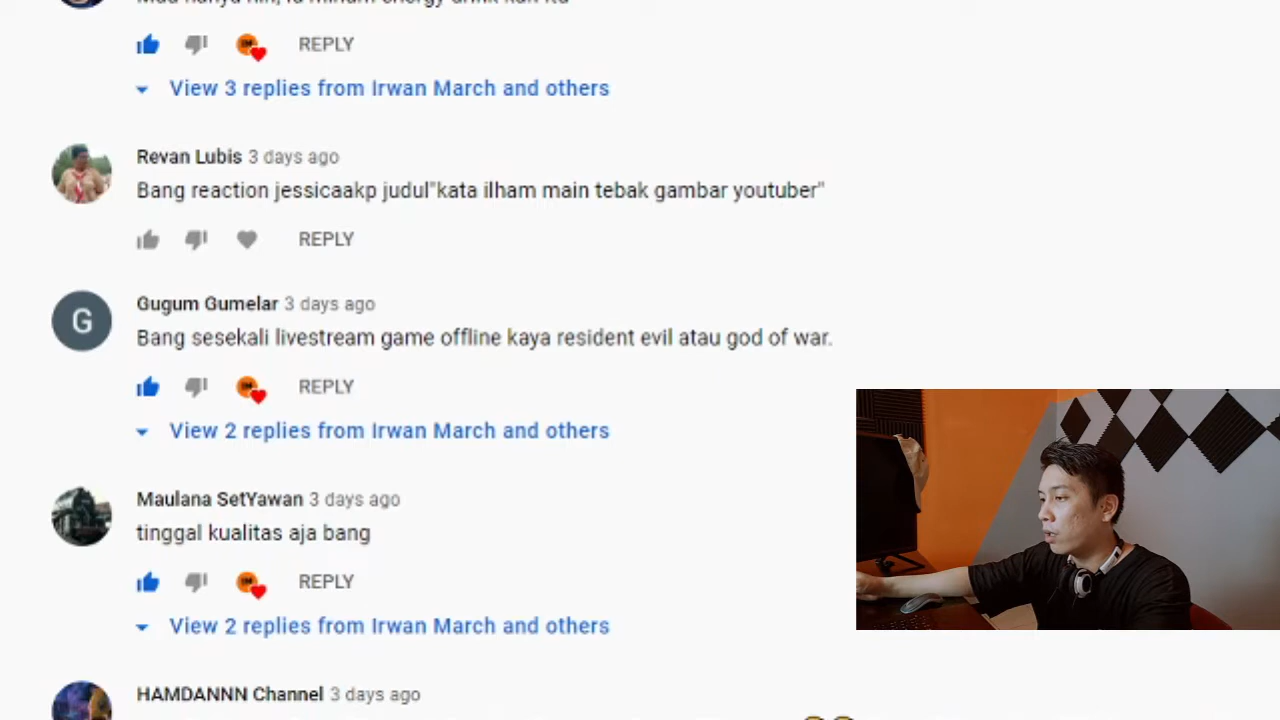 REPLY
View 3 replies from Irwan March and others
Revan Lubis 3 days ago
Bang reaction jessicaakp judul"kata ilham main tebak gambar youtuber"
REPLY
G
Gugum Gumelar 3 days ago
Bang sesekali livestream game offline kaya resident evil atau god of war.
REPLY
View 2 replies from Irwan March and others
Maulana SetYawan 3 days ago
tinggal kualitas aja bang
REPLY
View 2 replies from Irwan March and others
HAMDANNN Channel 3 days ago